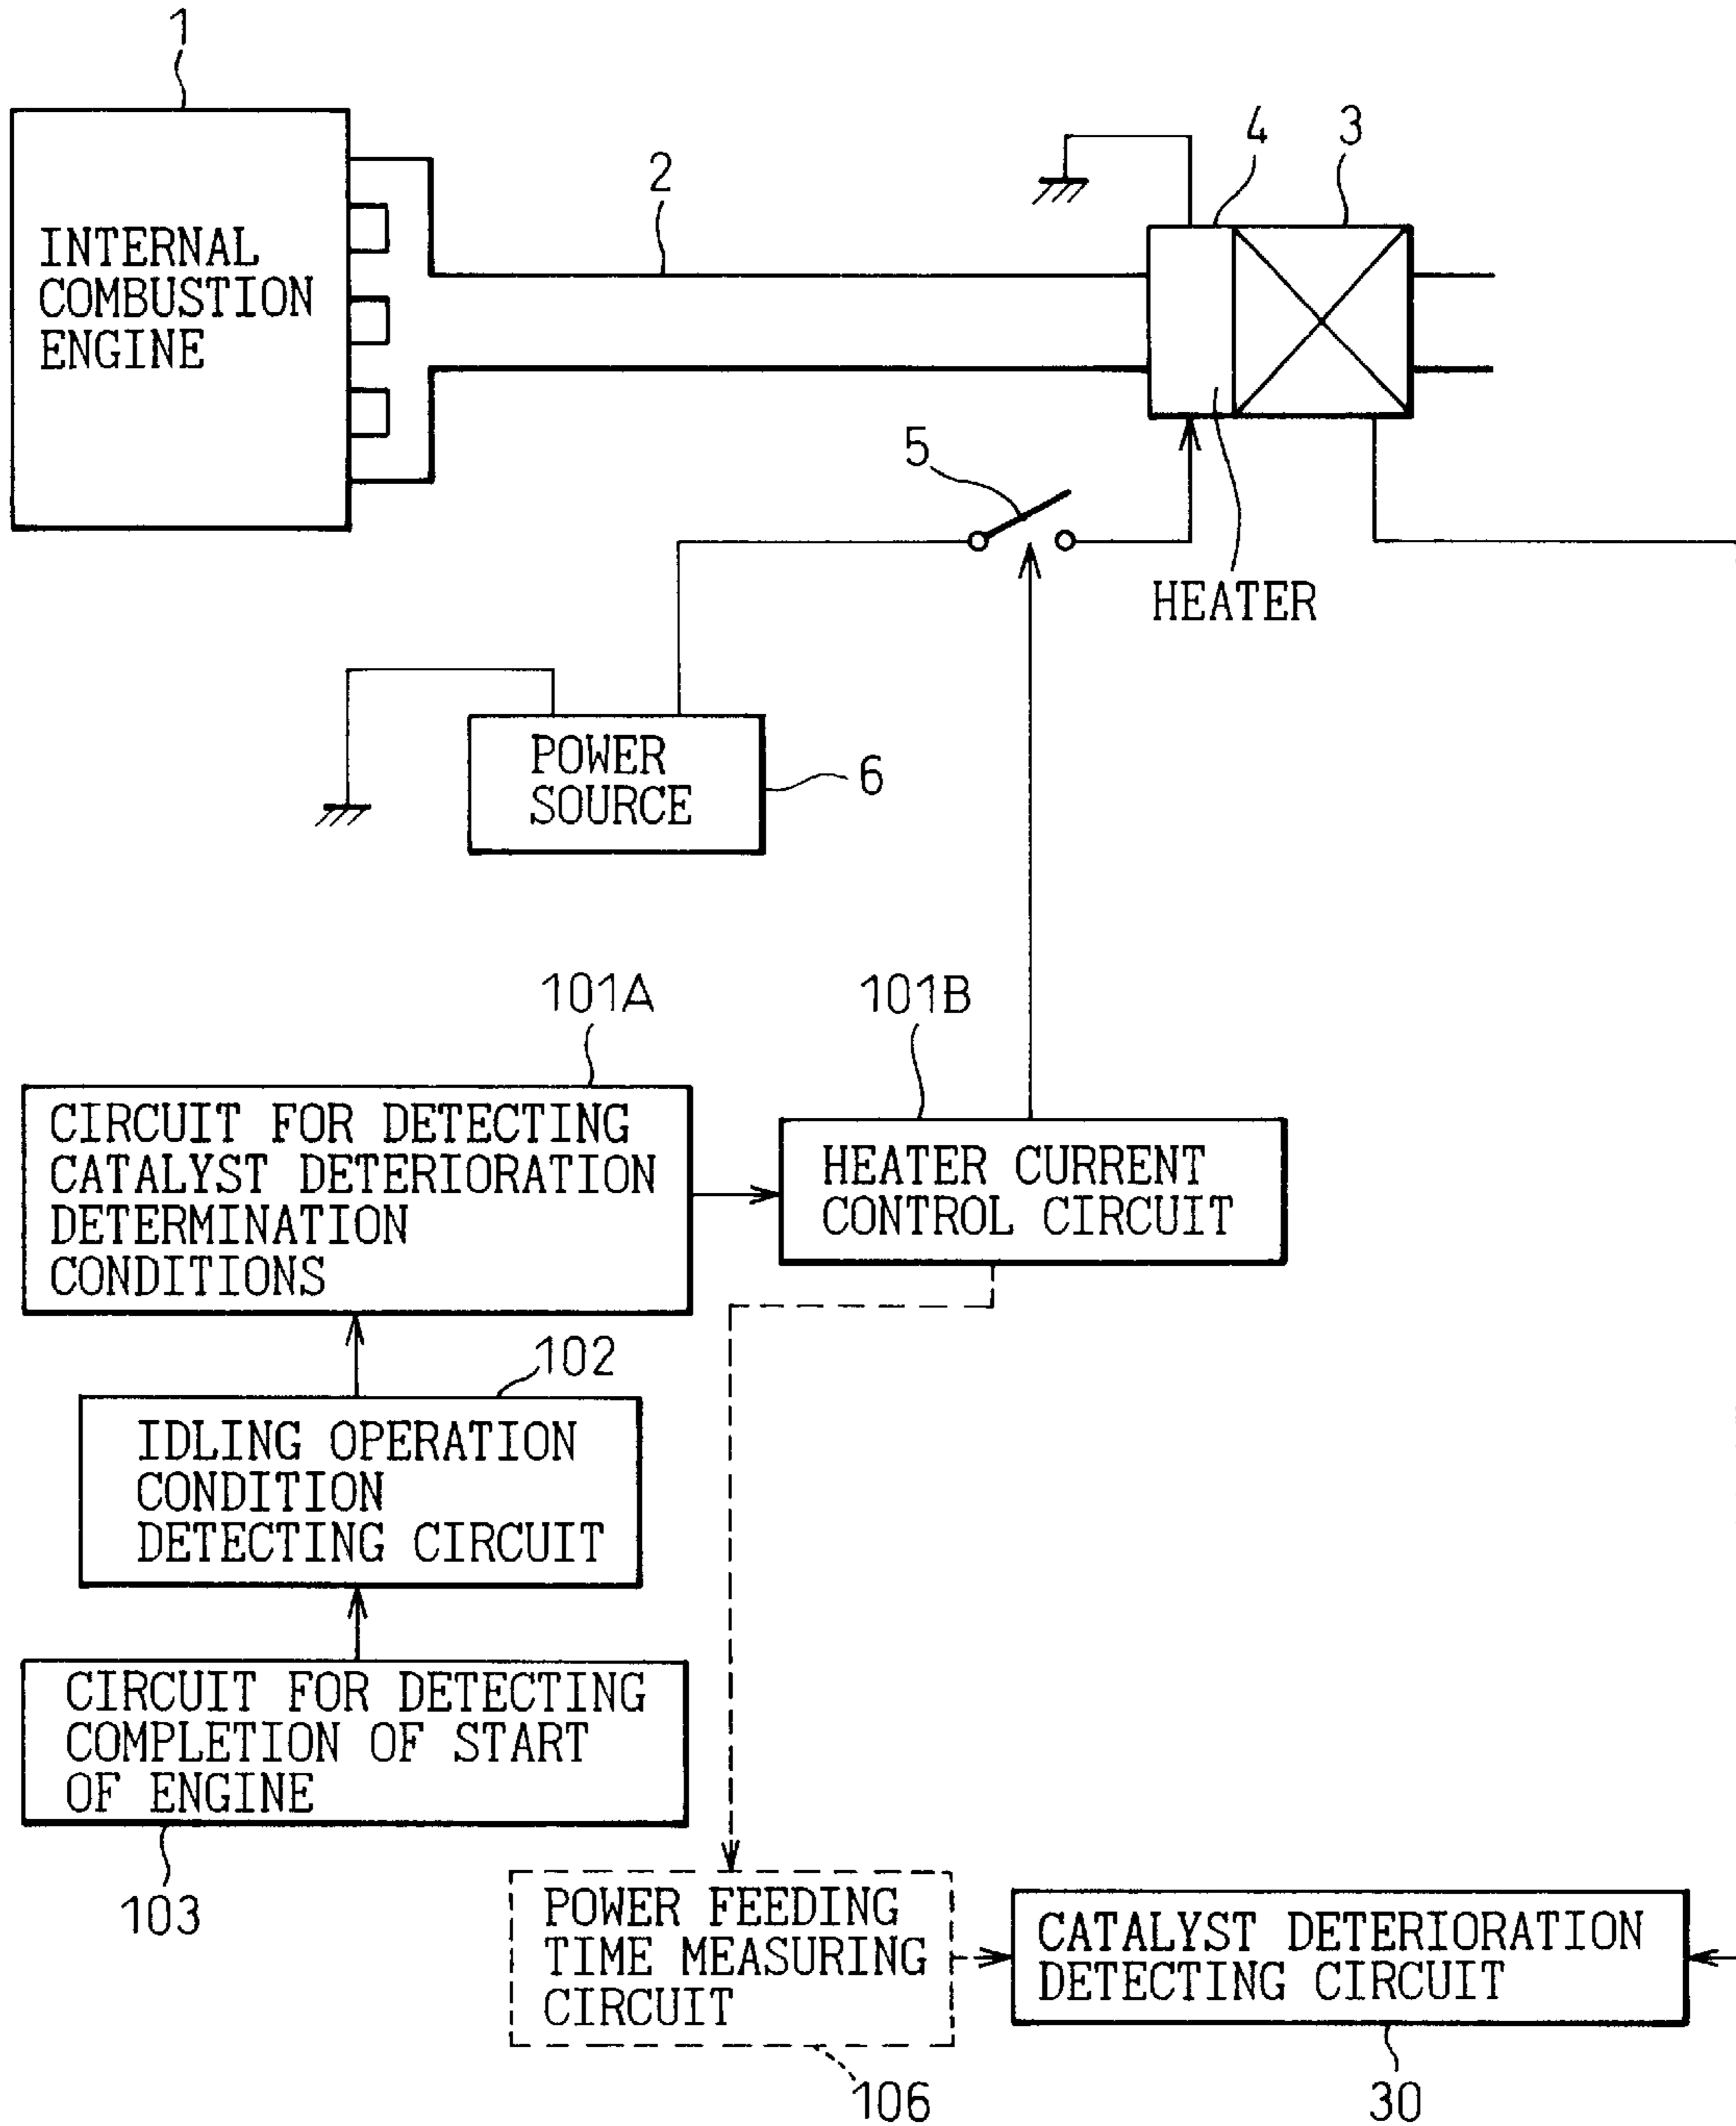 1
INTERNAL
COMBUSTION
ENGINE
2
4
3
5
HEATER
POWER
SOURCE
6
101A
101B
CIRCUIT FOR DETECTING
CATALYST DETERIORATION
DETERMINATION
CONDITIONS
HEATER CURRENT
CONTROL CIRCUIT
102
IDLING OPERATION
CONDITION
DETECTING CIRCUIT
CIRCUIT FOR DETECTING
COMPLETION OF START
OF ENGINE
103
POWER FEEDING
TIME MEASURING
CIRCUIT
CATALYST DETERIORATION
DETECTING CIRCUIT
106
30